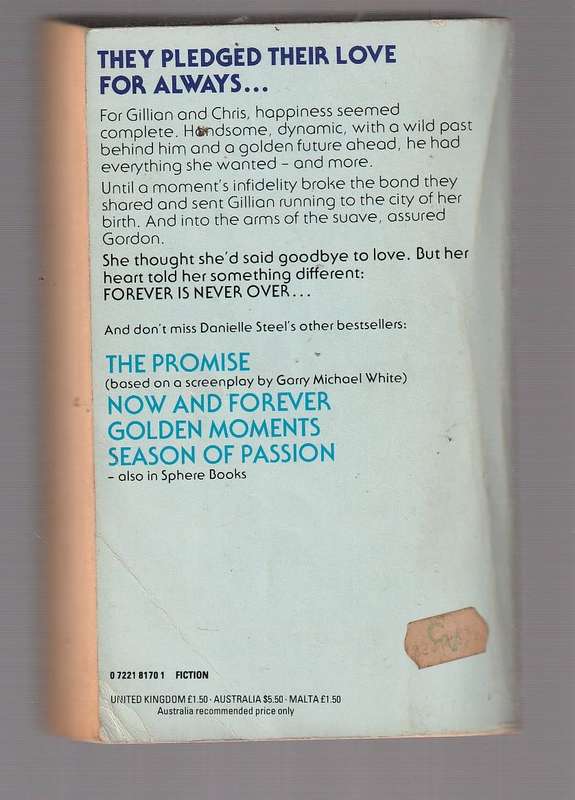 THEY PLEDGED THEIR LOVE
FOR ALWAYS...
For Gillian and Chris, happiness seemed
complete. Handsome, dynamic, with a wild past
behind him and a golden future ahead, he had
everything she wanted – and more.
Until a moment's infidelity broke the bond they
shared and sent Gillian running to the city of her
birth. And into the arms of the suave, assured
Gordon.
She thought she'd said goodbye to love. But her
heart told her something different:
FOREVER IS NEVER OVER...
And don't miss Danielle Steel's other bestsellers:
THE PROMISE
(based on a screenplay by Garry Michael White)
NOW AND FOREVER
GOLDEN MOMENTS
SEASON OF PASSION
– also in Sphere Books
0 7221 8170 1 FICTION
UNITED KINGDOM £1.50 · AUSTRALIA $5.50 · MALTA £1.50
Australia recommended price only